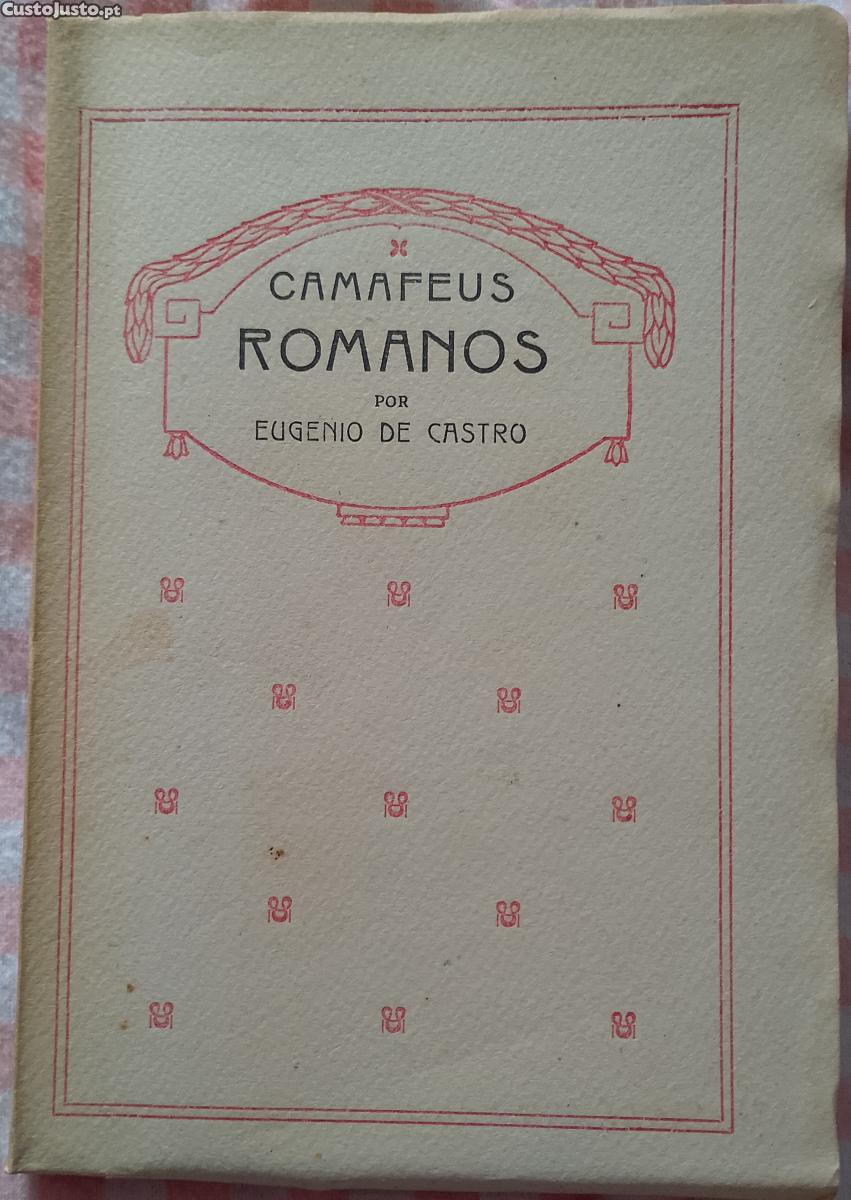 CustoJusto.pt
CAMAFEUS
ROMANOS
POR
EUGENIO DE CASTRO